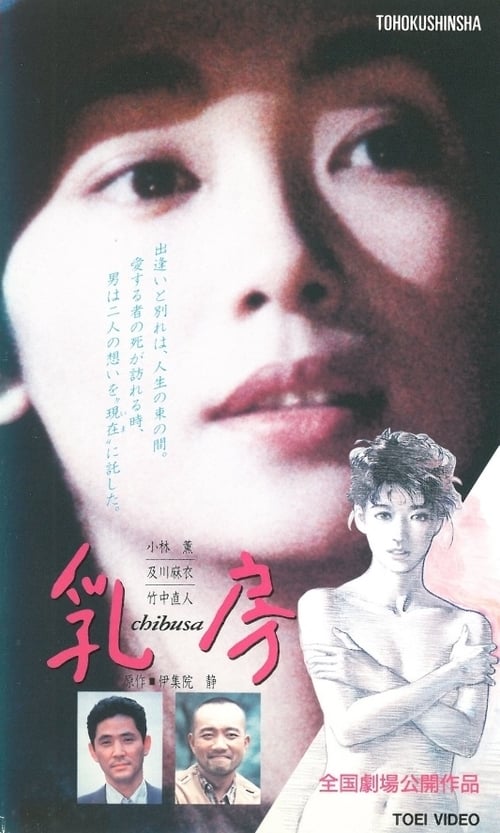 TOHOKUSHINSHA
出逢いと別れは、人生の束の間。
愛する者の死が訪れる時、
男は二人の想いを“現在”に託した。
いま
小林 薫
及川麻衣
竹中直人
乳房
chibusa
原作■伊集院 静
全国劇場公開作品
TOEI VIDEO